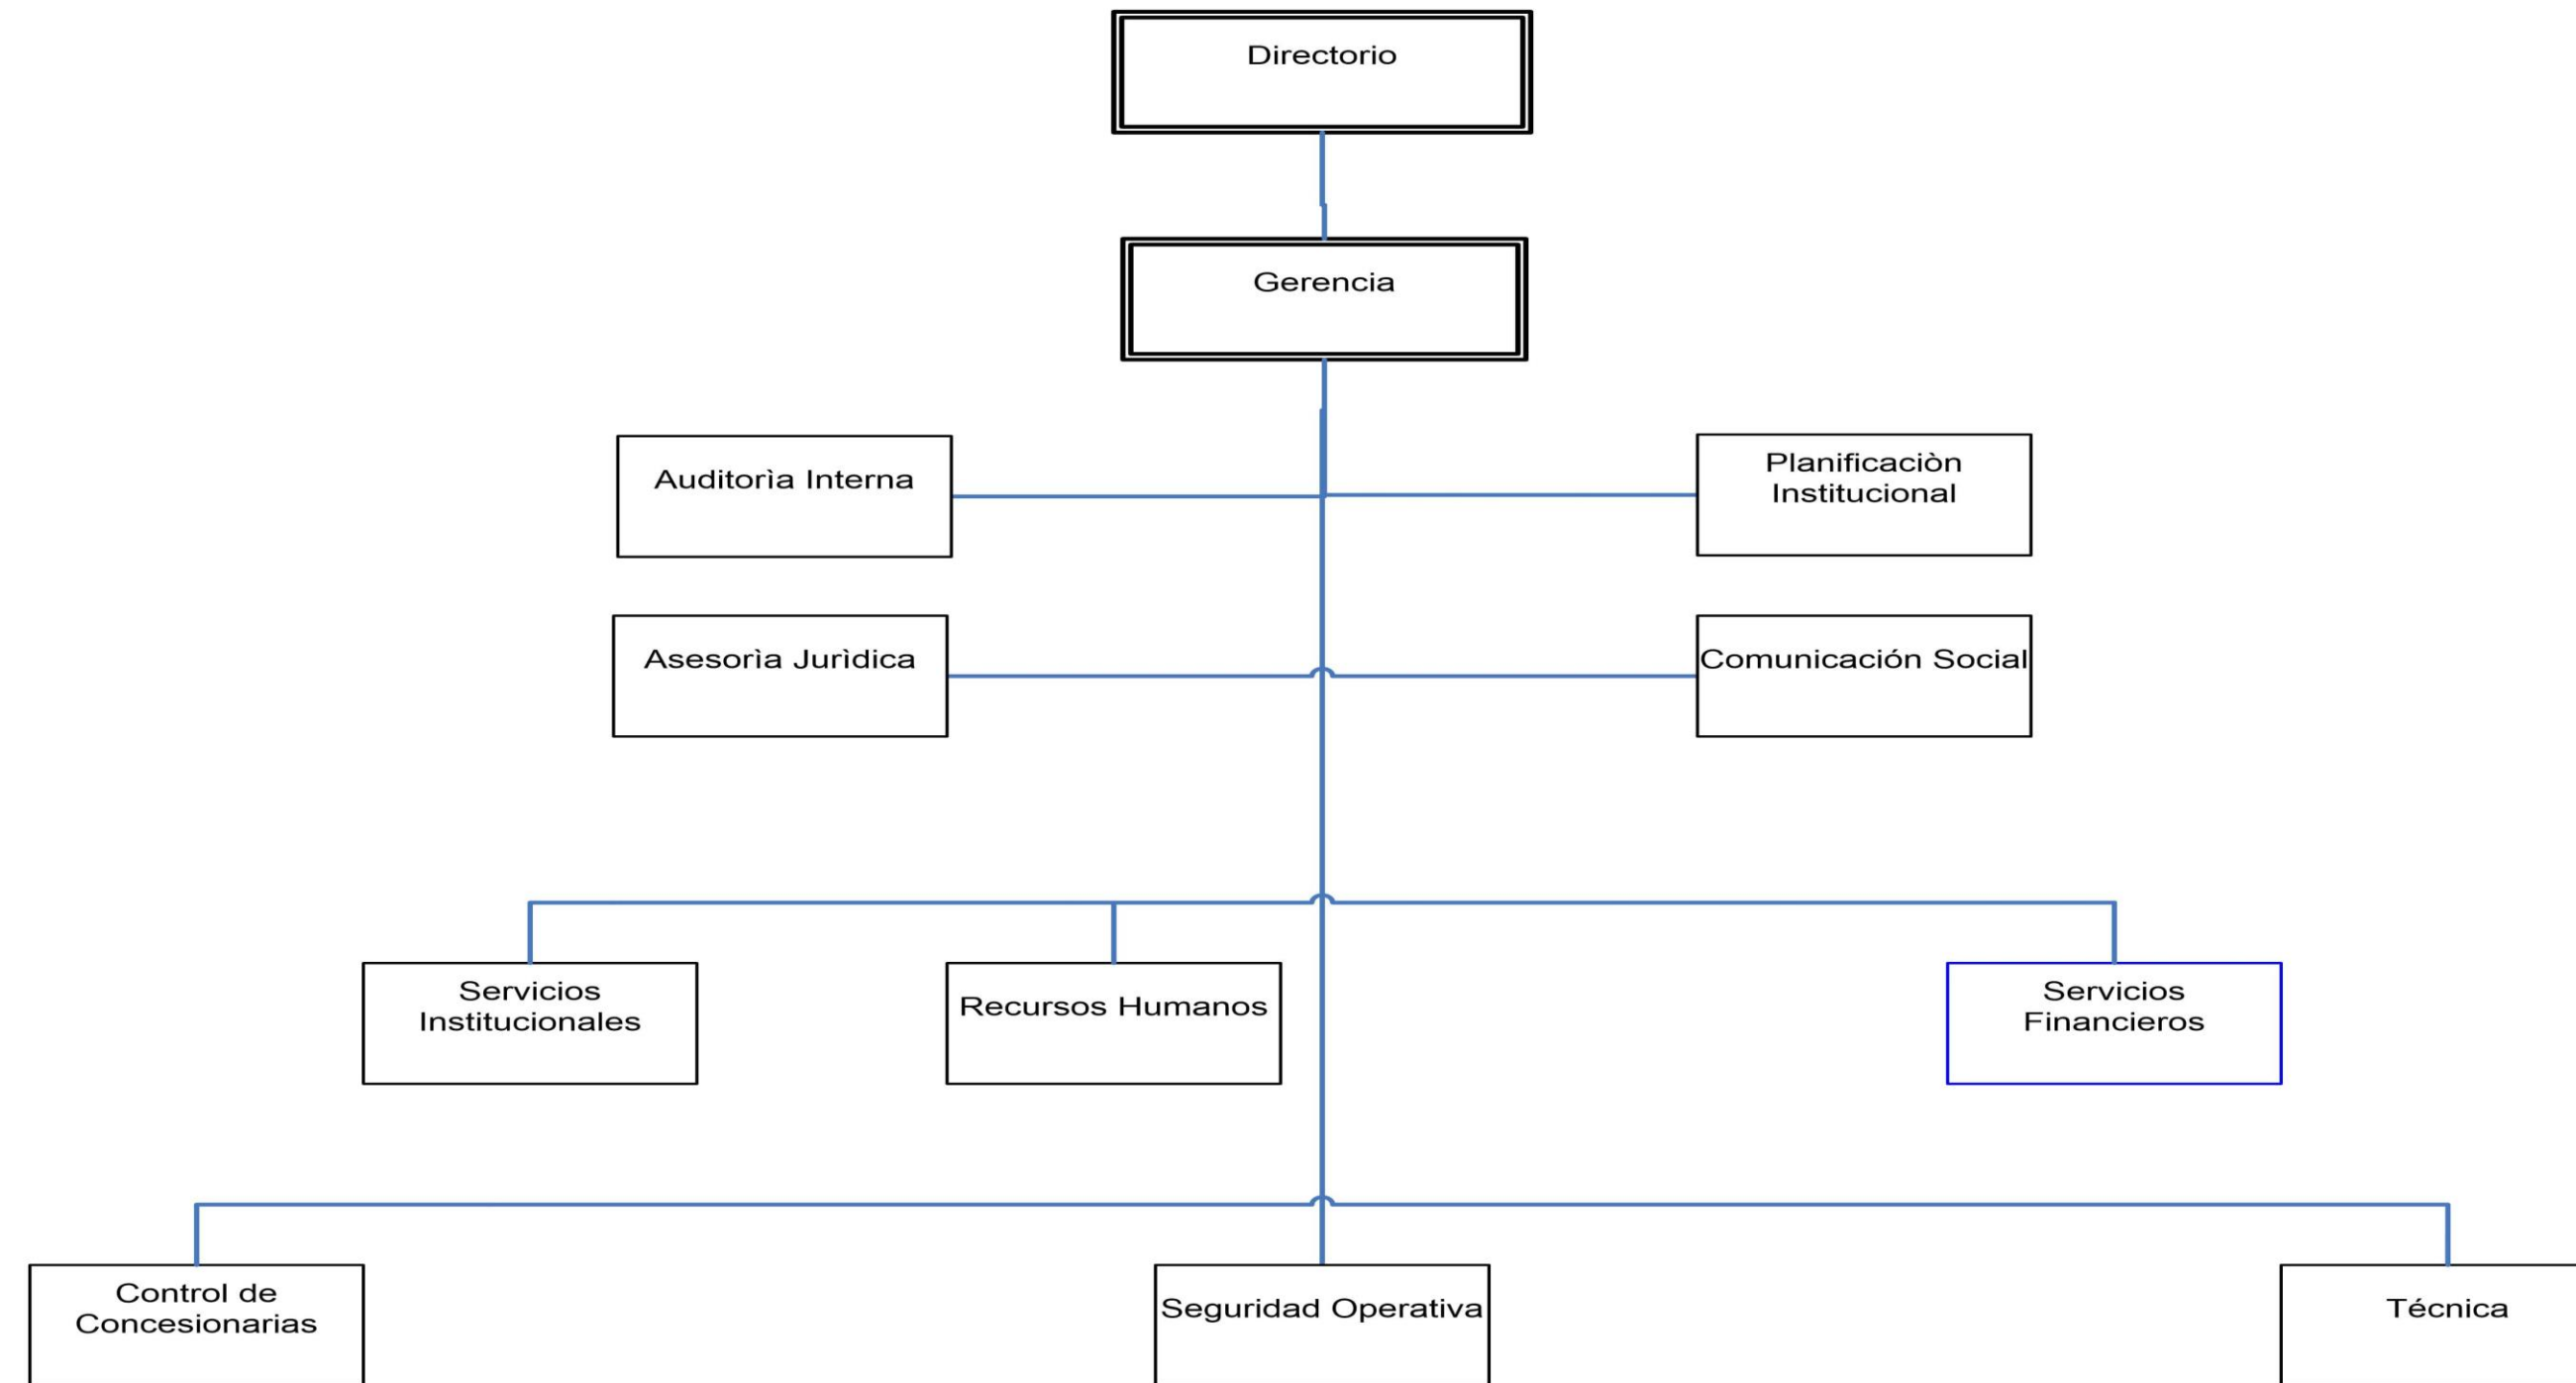 Directorio
Gerencia
Auditorìa Interna
Planificaciòn
Institucional
Asesorìa Jurìdica
Comunicación Social
Servicios
Institucionales
Recursos Humanos
Servicios
Financieros
Control de
Concesionarias
Seguridad Operativa
Técnica